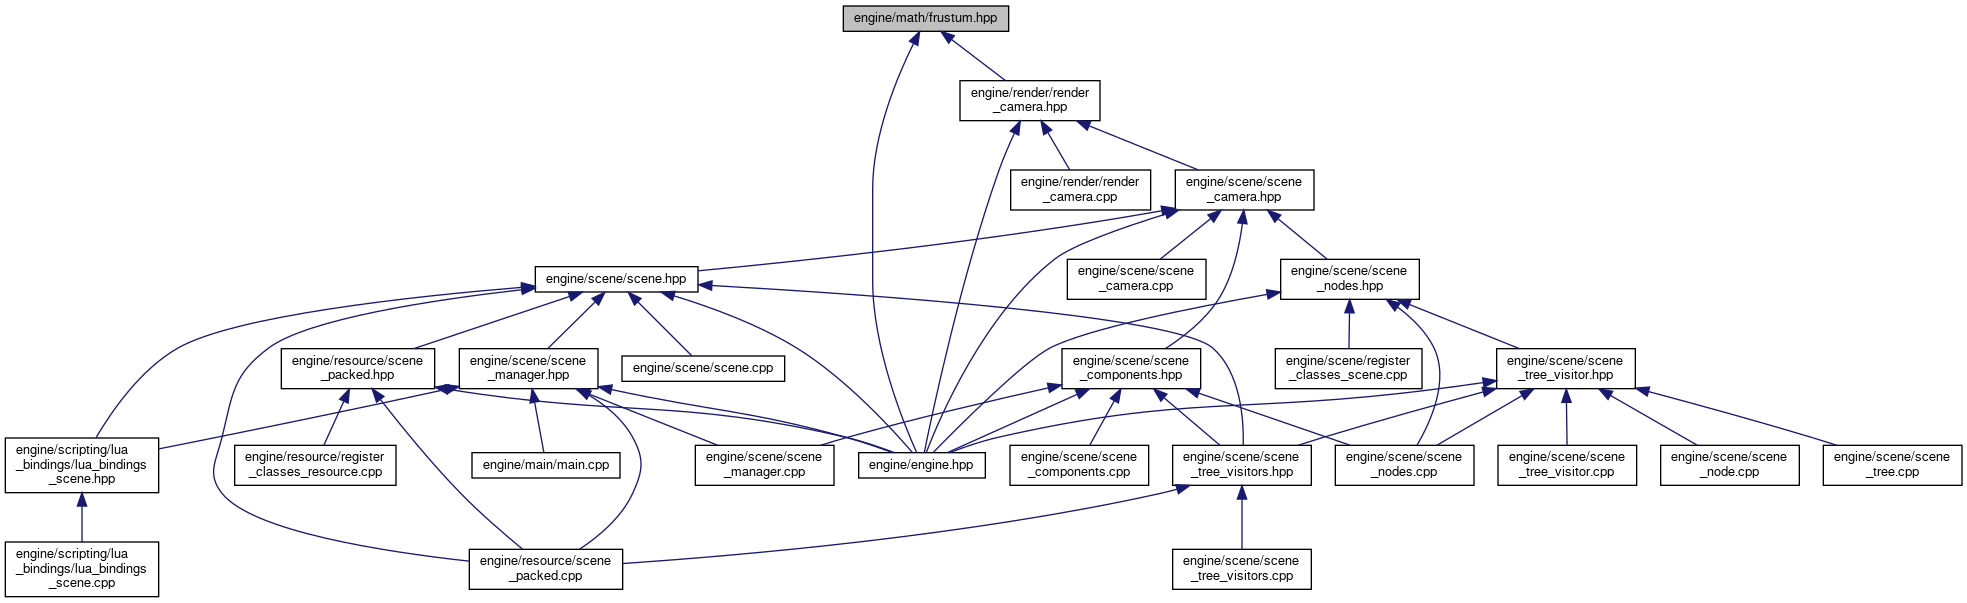 engine/math/frustum.hpp
engine/render/render
_camera.hpp
engine/render/render
_camera.cpp
engine/scene/scene
_camera.hpp
engine/scene/scene.hpp
engine/scene/scene
_camera.cpp
engine/scene/scene
_nodes.hpp
engine/resource/scene
_packed.hpp
engine/scene/scene
_manager.hpp
engine/scene/scene.cpp
engine/scene/scene
_components.hpp
engine/scene/register
_classes_scene.cpp
engine/scene/scene
_tree_visitor.hpp
engine/scripting/lua
_bindings/lua_bindings
_scene.hpp
engine/resource/register
_classes_resource.cpp
engine/main/main.cpp
engine/scene/scene
_manager.cpp
engine/engine.hpp
engine/scene/scene
_components.cpp
engine/scene/scene
_tree_visitors.hpp
engine/scene/scene
_nodes.cpp
engine/scene/scene
_tree_visitor.cpp
engine/scene/scene
_node.cpp
engine/scene/scene
_tree.cpp
engine/scripting/lua
_bindings/lua_bindings
_scene.cpp
engine/resource/scene
_packed.cpp
engine/scene/scene
_tree_visitors.cpp